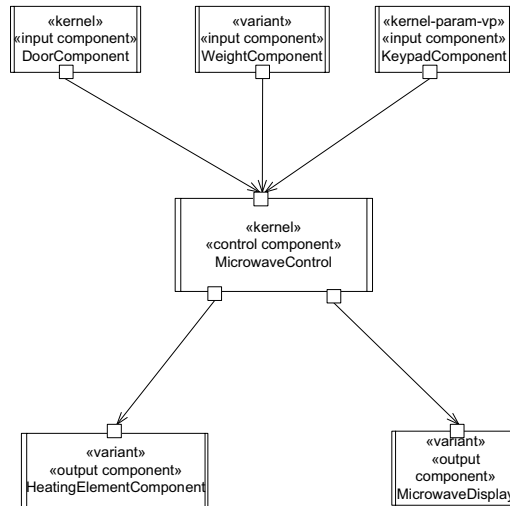 «kernel»
«input component»
DoorComponent
«variant»
«input component»
WeightComponent
«kernel-param-vp»
«input component»
KeypadComponent
«kernel»
«control component»
MicrowaveControl
«variant»
«output component»
HeatingElementComponent
«variant»
«output
component»
MicrowaveDisplay